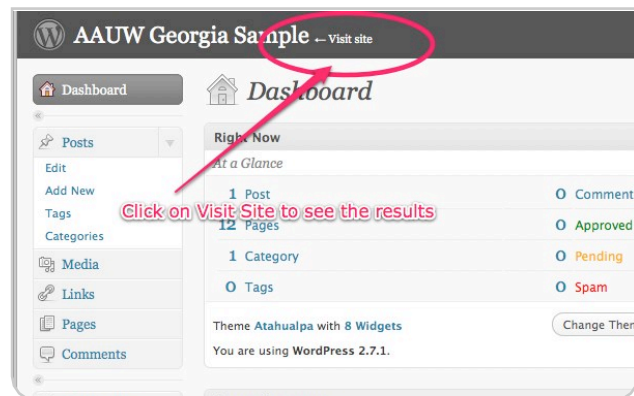 AAUW Georgia Sample ← Visit site
Dashboard
Dashboard
Posts
Edit
Add New
Tags
Categories
Media
Links
Pages
Comments
Right Now
At a Glance
1 Post
0 Comment
Click on Visit Site to see the results
12 Pages
0 Approved
1 Category
0 Pending
0 Tags
0 Spam
Theme Atahualpa with 8 Widgets
Change Them
You are using WordPress 2.7.1.